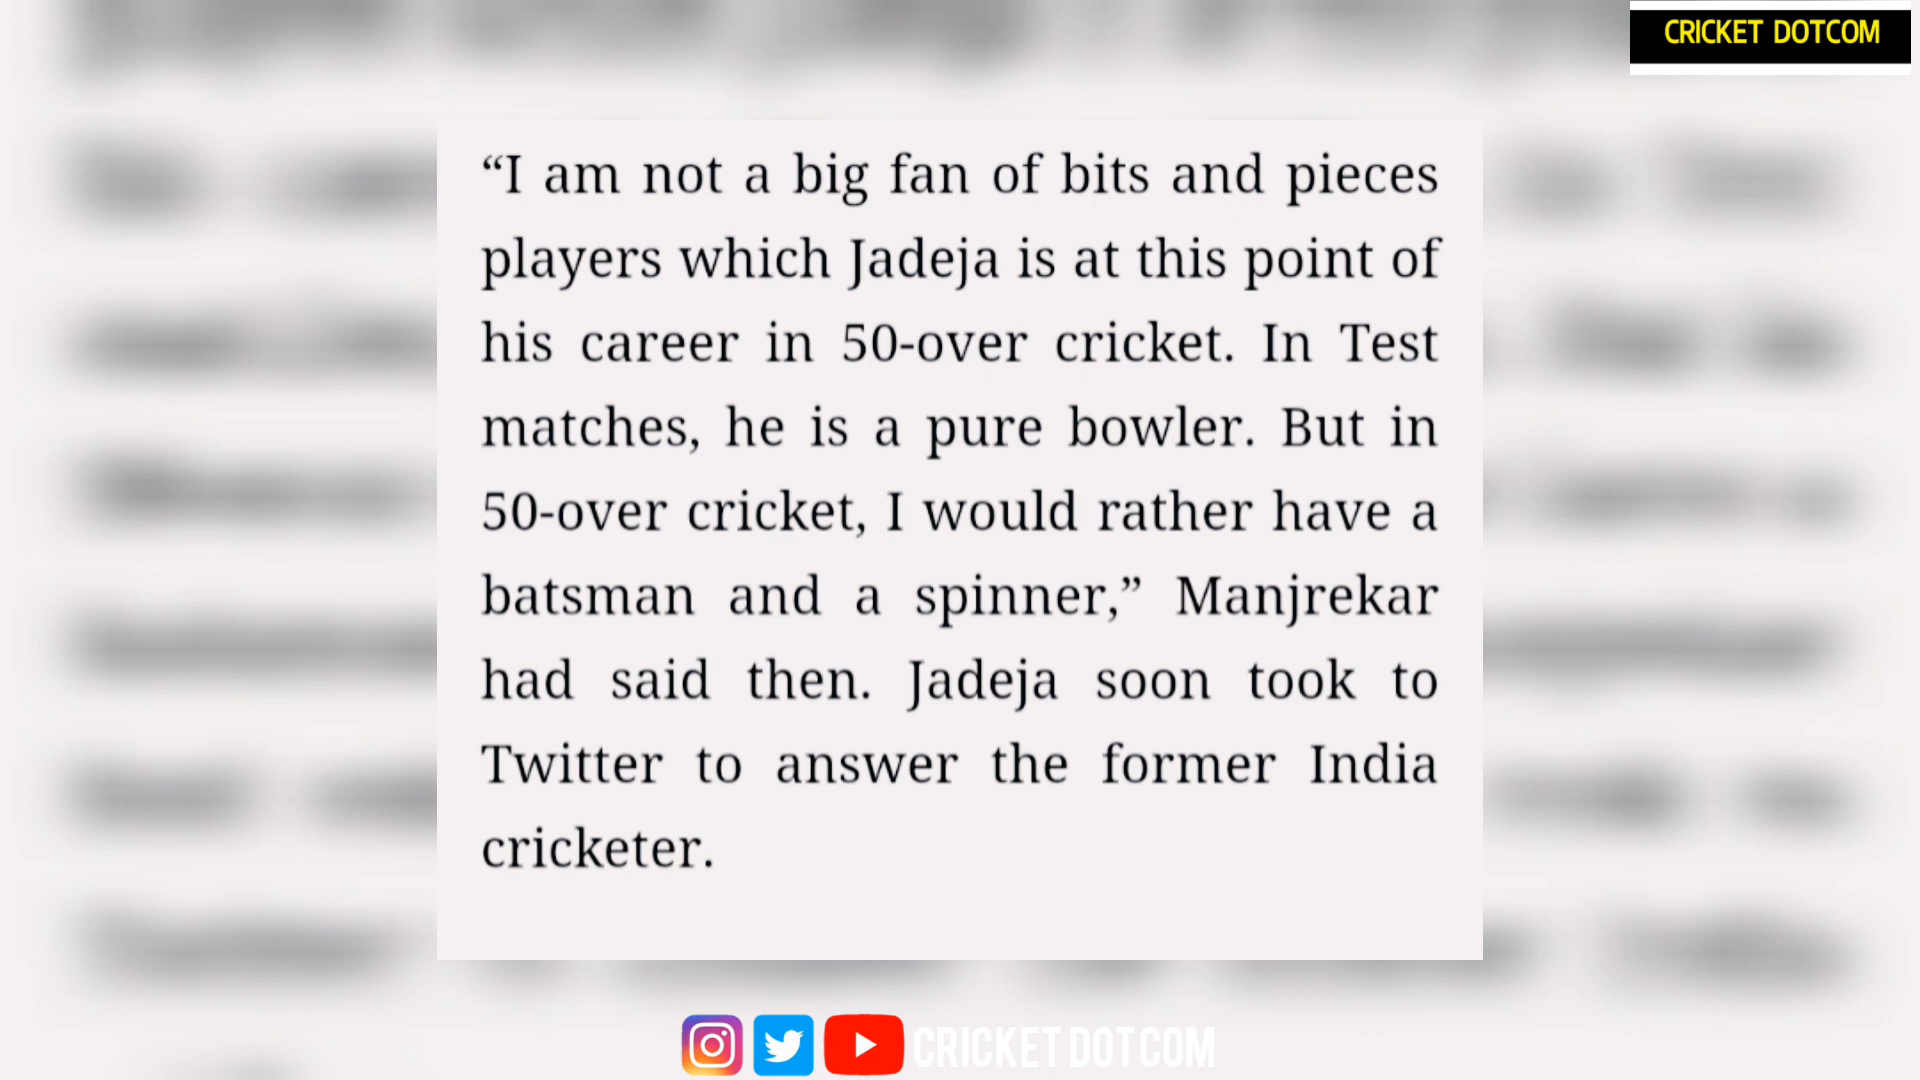 CRICKET DOTCOM
“I am not a big fan of bits and pieces
players which Jadeja is at this point of
his career in 50-over cricket. In Test
matches, he is a pure bowler. But in
50-over cricket, I would rather have a
batsman and a spinner,” Manjrekar
had said then. Jadeja soon took to
Twitter to answer the former India
cricketer.
CRICKET DOTCOM